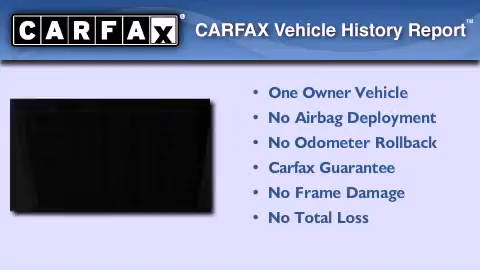 CARFAX® CARFAX Vehicle History Report™
• One Owner Vehicle
• No Airbag Deployment
• No Odometer Rollback
• Carfax Guarantee
• No Frame Damage
• No Total Loss